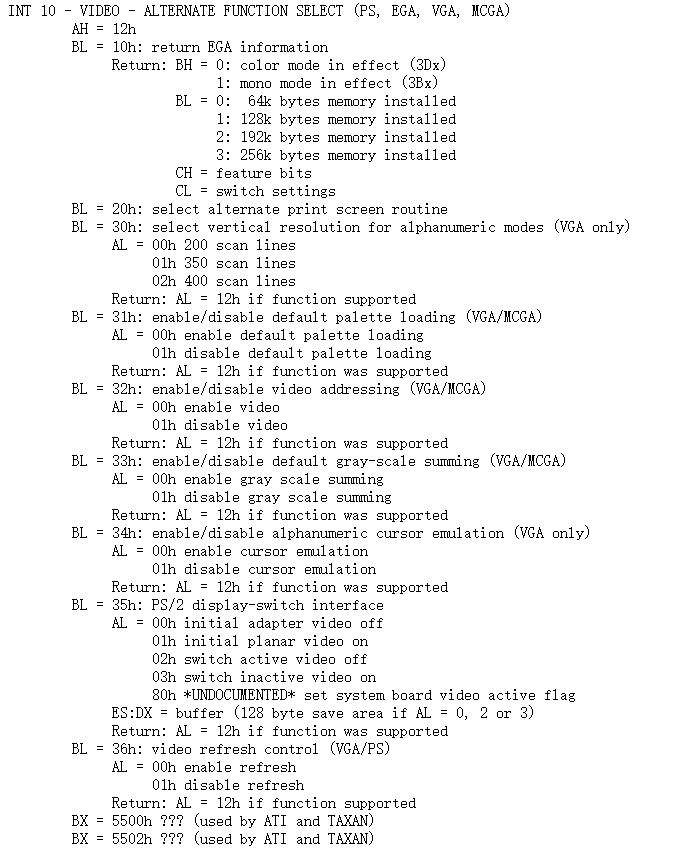 INT 10 - VIDEO - ALTERNATE FUNCTION SELECT (PS, EGA, VGA, MCGA)
AH = 12h
BL = 10h: return EGA information
Return: BH = 0: color mode in effect (3Dx)
1: mono mode in effect (3Bx)
BL = 0:  64k bytes memory installed
1: 128k bytes memory installed
2: 192k bytes memory installed
3: 256k bytes memory installed
CH = feature bits
CL = switch settings
BL = 20h: select alternate print screen routine
BL = 30h: select vertical resolution for alphanumeric modes (VGA only)
AL = 00h 200 scan lines
01h 350 scan lines
02h 400 scan lines
Return: AL = 12h if function supported
BL = 31h: enable/disable default palette loading (VGA/MCGA)
AL = 00h enable default palette loading
01h disable default palette loading
Return: AL = 12h if function was supported
BL = 32h: enable/disable video addressing (VGA/MCGA)
AL = 00h enable video
01h disable video
Return: AL = 12h if function was supported
BL = 33h: enable/disable default gray-scale summing (VGA/MCGA)
AL = 00h enable gray scale summing
01h disable gray scale summing
Return: AL = 12h if function was supported
BL = 34h: enable/disable alphanumeric cursor emulation (VGA only)
AL = 00h enable cursor emulation
01h disable cursor emulation
Return: AL = 12h if function was supported
BL = 35h: PS/2 display-switch interface
AL = 00h initial adapter video off
01h initial planar video on
02h switch active video off
03h switch inactive video on
80h *UNDOCUMENTED* set system board video active flag
ES:DX = buffer (128 byte save area if AL = 0, 2 or 3)
Return: AL = 12h if function was supported
BL = 36h: video refresh control (VGA/PS)
AL = 00h enable refresh
01h disable refresh
Return: AL = 12h if function supported
BX = 5500h ??? (used by ATI and TAXAN)
BX = 5502h ??? (used by ATI and TAXAN)